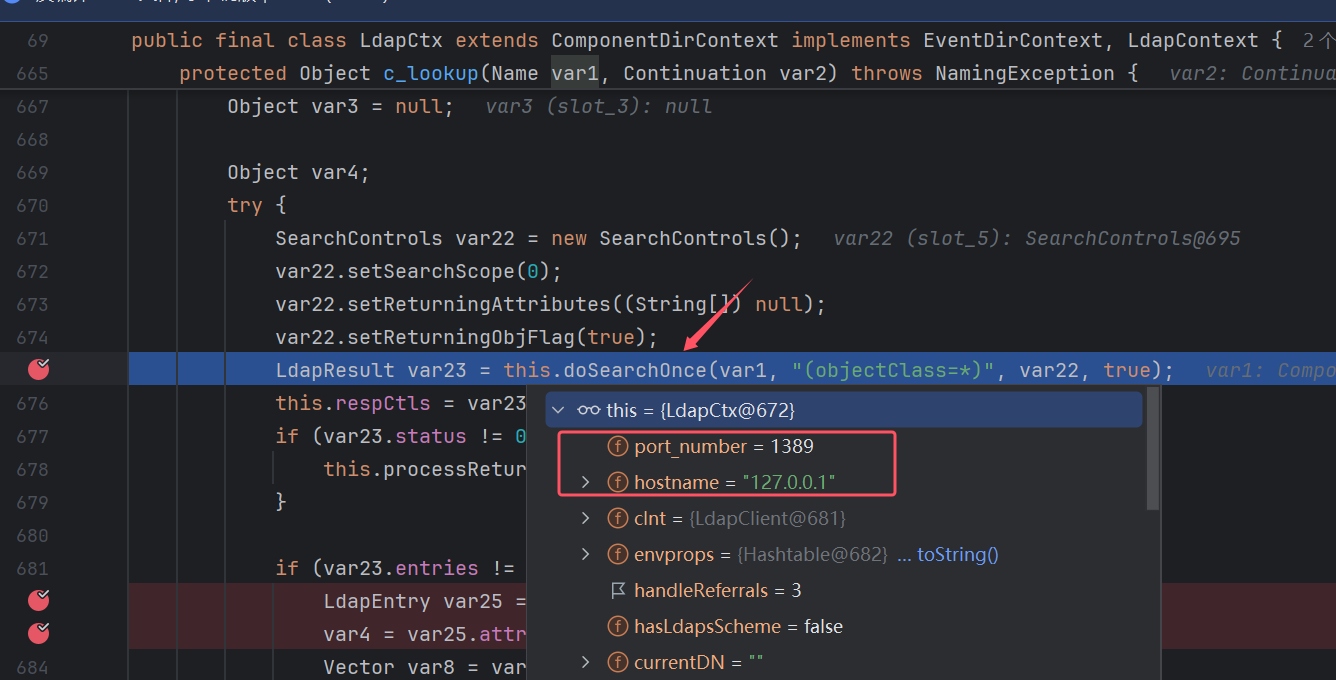 69 public final class LdapCtx extends ComponentDirContext implements EventDirContext, LdapContext { 2个
665 protected Object c_lookup(Name var1, Continuation var2) throws NamingException { var2: Continua
667 Object var3 = null; var3 (slot_3): null
668
669 Object var4;
670 try {
671 SearchControls var22 = new SearchControls(); var22 (slot_5): SearchControls@695
672 var22.setSearchScope(0);
673 var22.setReturningAttributes((String[]) null);
674 var22.setReturningObjFlag(true);
LdapResult var23 = this.doSearchOnce(var1, "(objectClass=*)", var22, true); var1: Compo
676 this.respCtls = var23
677 if (var23.status != 0
678 this.processRetur
679 }
680
681 if (var23.entries !=
LdapEntry var25 =
var4 = var25.attr
684 Vector var8 = var
this = {LdapCtx@672}
port_number = 1389
hostname = "127.0.0.1"
clnt = {LdapClient@681}
envprops = {Hashtable@682} ... toString()
handleReferrals = 3
hasLdapsScheme = false
currentDN = ""